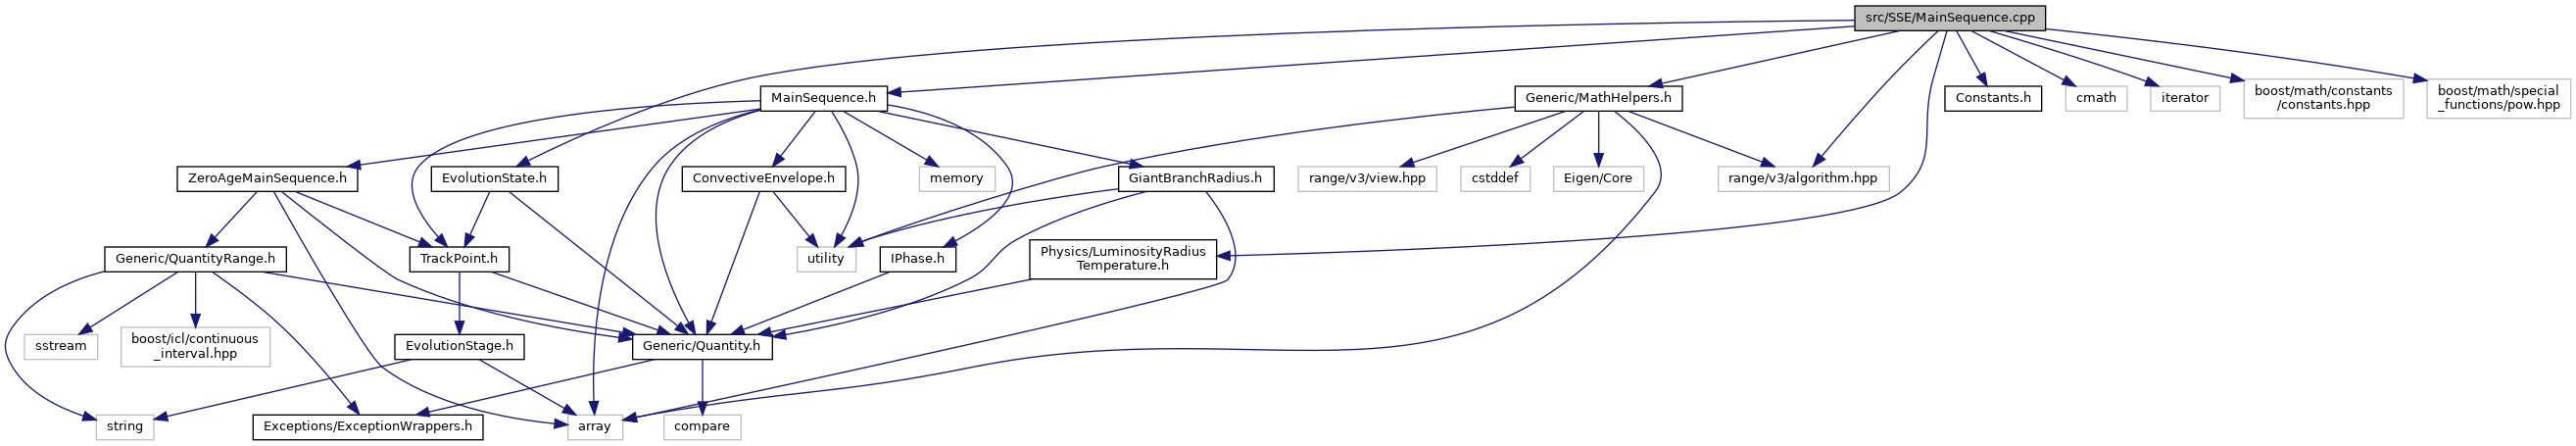 src/SSE/MainSequence.cpp
MainSequence.h
Generic/MathHelpers.h
Constants.h
cmath
iterator
boost/math/constants
/constants.hpp
boost/math/special
_functions/pow.hpp
ZeroAgeMainSequence.h
EvolutionState.h
ConvectiveEnvelope.h
memory
GiantBranchRadius.h
range/v3/view.hpp
cstddef
Eigen/Core
range/v3/algorithm.hpp
Generic/QuantityRange.h
TrackPoint.h
utility
IPhase.h
Physics/LuminosityRadius
Temperature.h
sstream
boost/icl/continuous
_interval.hpp
EvolutionStage.h
Generic/Quantity.h
string
Exceptions/ExceptionWrappers.h
array
compare